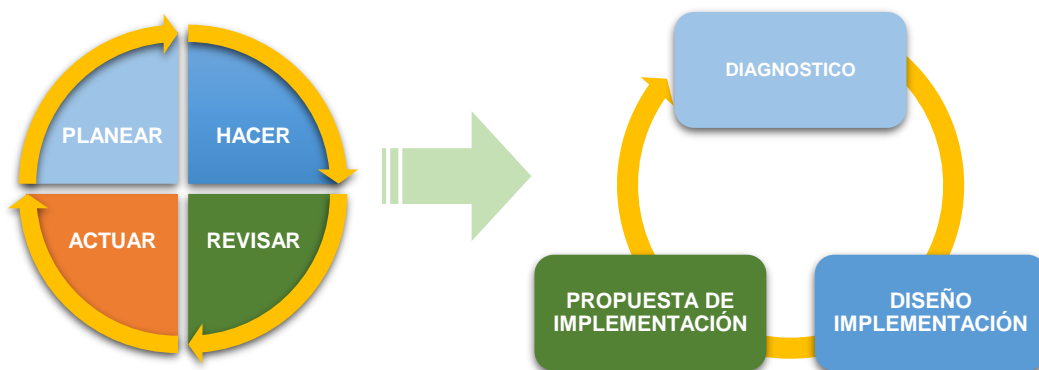 PLANEAR
HACER
ACTUAR
REVISAR
DIAGNOSTICO
PROPUESTA DE
IMPLEMENTACIÓN
DISEÑO
IMPLEMENTACIÓN